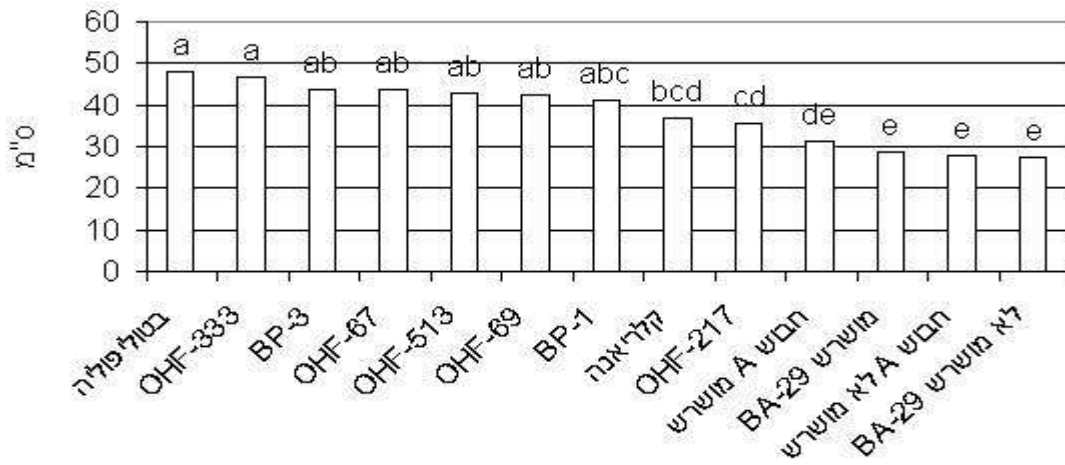 60
50
40
30
20
10
0
ס"מ
a
a
ab
ab
ab
ab
abc
bcd
cd
de
e
e
e
בטוליפוליה
OHF-333
BP-3
OHF-67
OHF-513
OHF-69
BP-1
קלריאנה
OHF-217
חבוש A מושרש
BA-29 מושרש
חבוש A לא מושרש
BA-29 לא מושרש